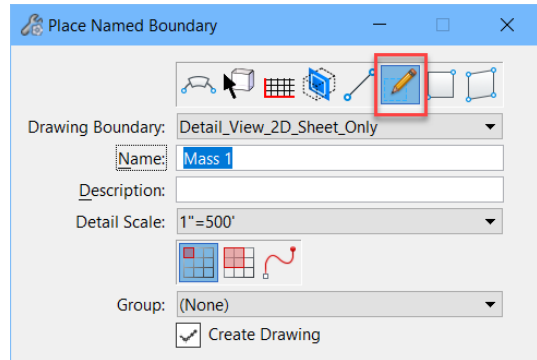 Place Named Boundary
Drawing Boundary: Detail_View_2D_Sheet_Only
Name: Mass 1
Description:
Detail Scale: 1"=500'
Group: (None)
Create Drawing